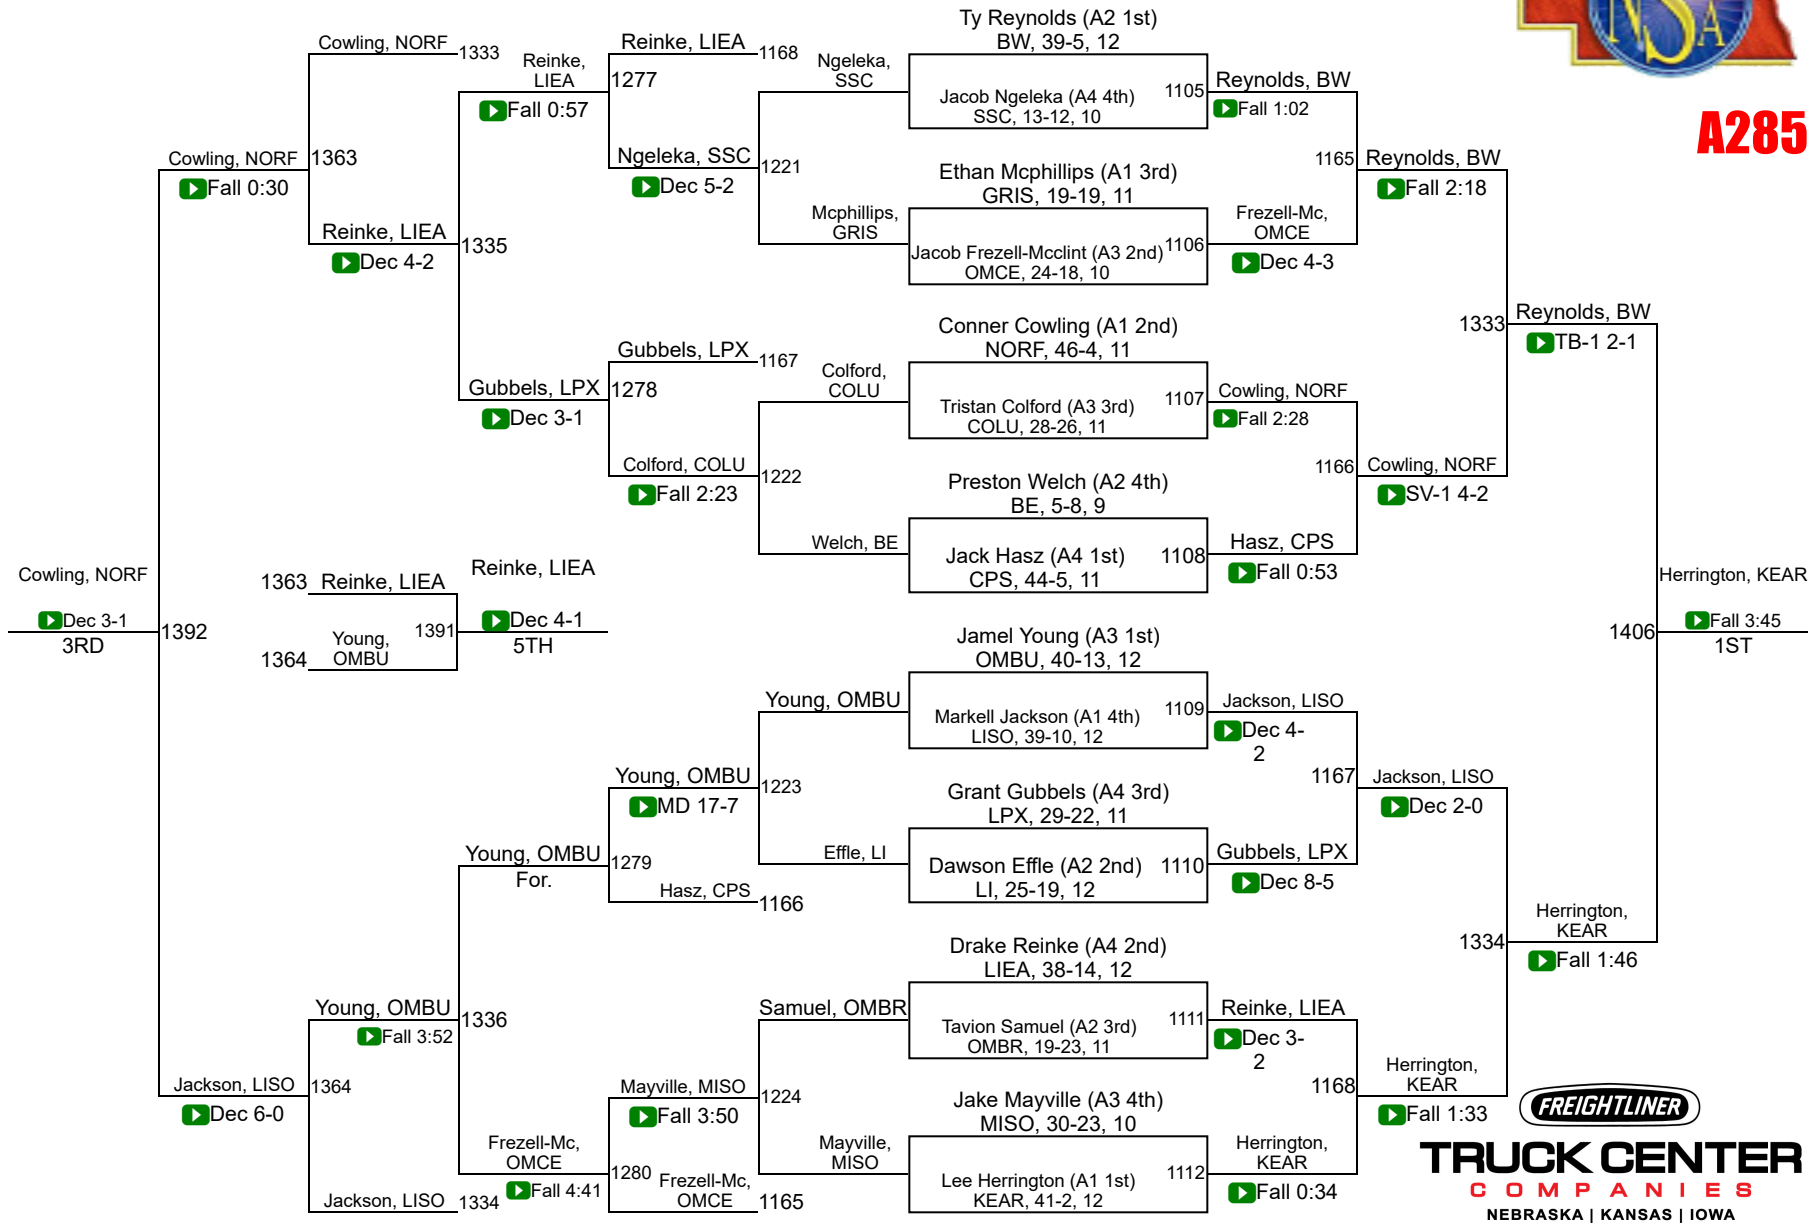 NSA
A285
Cowling, NORF
1333
Cowling, NORF
1363
Fall 0:30
Reinke, LIEA
Dec 4-2
1335
Reinke,
LIEA
Fall 0:57
1277
Reinke, LIEA
1168
Ngeleka, SSC
Dec 5-2
1221
Ngeleka,
SSC
Mcphillips,
GRIS
Gubbels, LPX
Dec 3-1
1278
Gubbels, LPX
1167
Colford, COLU
Fall 2:23
1222
Colford,
COLU
Welch, BE
Ty Reynolds (A2 1st)
BW, 39-5, 12
Jacob Ngeleka (A4 4th)
SSC, 13-12, 10
1105
Ethan Mcphillips (A1 3rd)
GRIS, 19-19, 11
Jacob Frezell-Mcclint (A3 2nd)
OMCE, 24-18, 10
1106
Conner Cowling (A1 2nd)
NORF, 46-4, 11
Tristan Colford (A3 3rd)
COLU, 28-26, 11
1107
Preston Welch (A2 4th)
BE, 5-8, 9
Jack Hasz (A4 1st)
CPS, 44-5, 11
1108
Reynolds, BW
Fall 1:02
1165
Frezell-Mc,
OMCE
Dec 4-3
Reynolds, BW
Fall 2:18
Cowling, NORF
Fall 2:28
1166
Hasz, CPS
Fall 0:53
Cowling, NORF
SV-1 4-2
1333
Reynolds, BW
TB-1 2-1
Cowling, NORF
Dec 3-1
3RD
1392
1363
Reinke, LIEA
1364
Young,
OMBU
1391
Reinke, LIEA
Dec 4-1
5TH
1406
Herrington, KEAR
Fall 3:45
1ST
Jamel Young (A3 1st)
OMBU, 40-13, 12
Markell Jackson (A1 4th)
LISO, 39-10, 12
1109
Grant Gubbels (A4 3rd)
LPX, 29-22, 11
Dawson Effle (A2 2nd)
LI, 25-19, 12
1110
Drake Reinke (A4 2nd)
LIEA, 38-14, 12
Tavion Samuel (A2 3rd)
OMBR, 19-23, 11
1111
Jake Mayville (A3 4th)
MISO, 30-23, 10
Lee Herrington (A1 1st)
KEAR, 41-2, 12
1112
Young, OMBU
Effle, LI
1223
Young, OMBU
MD 17-7
1279
Hasz, CPS
1166
Young, OMBU
For.
Samuel, OMBR
Mayville,
MISO
1224
Mayville, MISO
Fall 3:50
1280
Frezell-Mc,
OMCE
1165
Frezell-Mc,
OMCE
Fall 4:41
1336
Young, OMBU
Fall 3:52
1364
Jackson, LISO
1334
Jackson, LISO
Dec 6-0
Jackson, LISO
Dec 4-
2
1167
Gubbels, LPX
Dec 8-5
Jackson, LISO
Dec 2-0
Reinke, LIEA
Dec 3-
2
1168
Herrington,
KEAR
Fall 0:34
Herrington,
KEAR
Fall 1:33
1334
Herrington,
KEAR
Fall 1:46
FREIGHTLINER
TRUCK CENTER
COMPANIES
NEBRASKA | KANSAS | IOWA